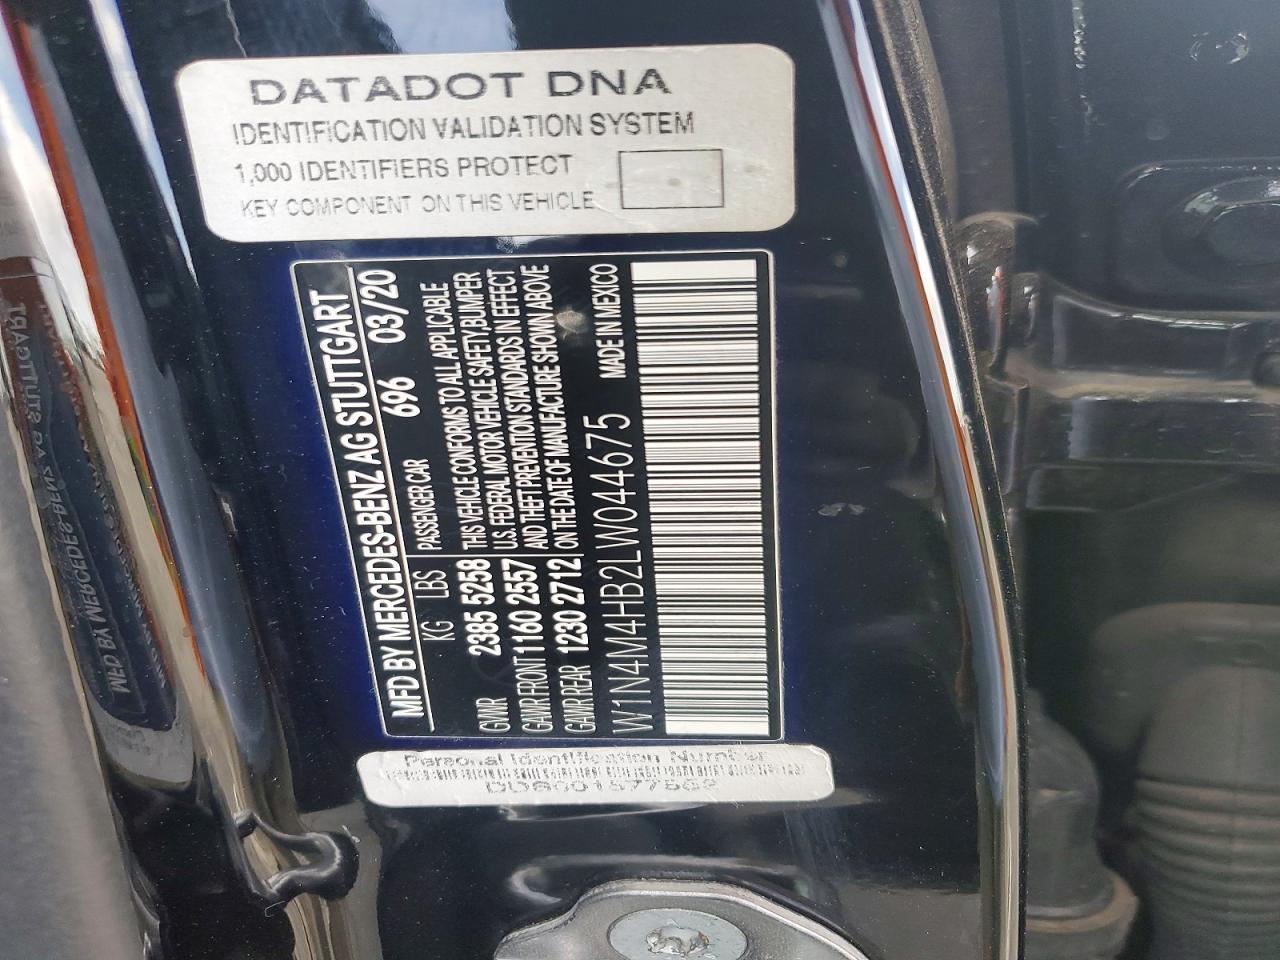 DATADOT DNA
IDENTIFICATION VALIDATION SYSTEM
1,000 IDENTIFIERS PROTECT
KEY COMPONENT ON THIS VEHICLE
MFD BY MERCEDES-BENZ AG STUTTGART
KG LBS PASSENGER CAR 696 03/20
GVWR 2385 5258
GAWR FRONT 1160 2557
GAWR REAR 1230 2712
THIS VEHICLE CONFORMS TO ALL APPLICABLE
U.S. FEDERAL MOTOR VEHICLE SAFETY,BUMPER
AND THEFT PREVENTION STANDARDS IN EFFECT
ON THE DATE OF MANUFACTURE SHOWN ABOVE
W1N4M4HB2LW044675 MADE IN MEXICO
Personal Identification Number